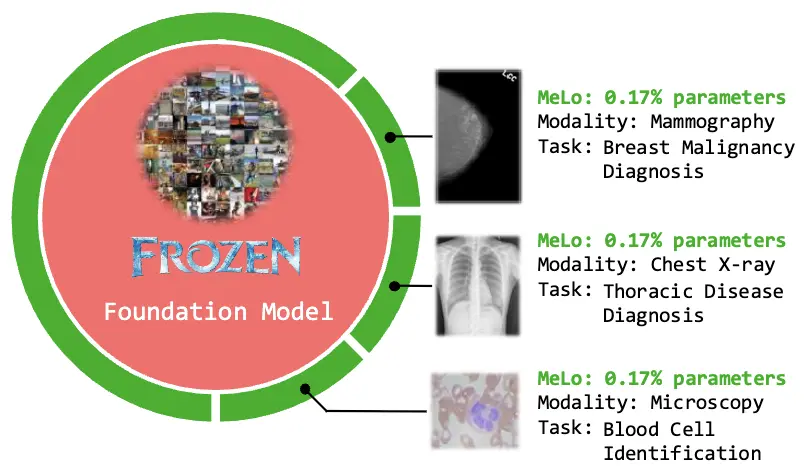 LCC
MeLo: 0.17% parameters
Modality: Mammography
Task: Breast Malignancy
Diagnosis
FROZEN
Foundation Model
MeLo: 0.17% parameters
Modality: Chest X-ray
Task: Thoracic Disease
Diagnosis
MeLo: 0.17% parameters
Modality: Microscopy
Task: Blood Cell
Identification